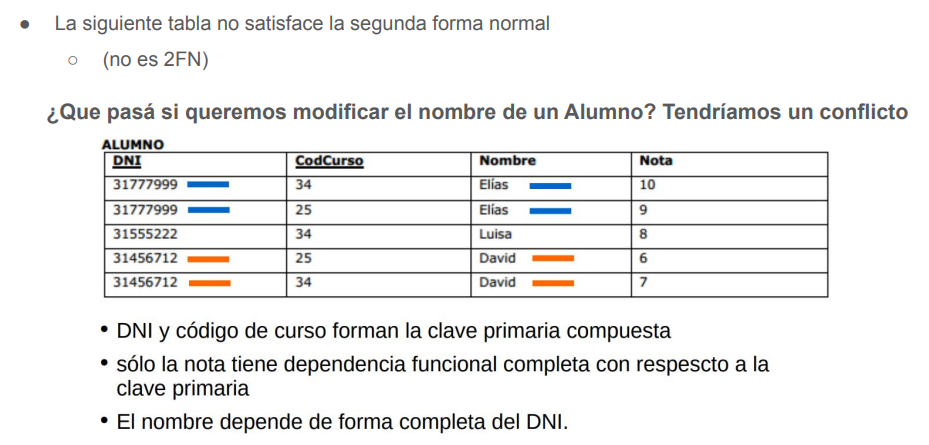 ● La siguiente tabla no satisface la segunda forma normal
○ (no es 2FN)
¿Que pasá si queremos modificar el nombre de un Alumno? Tendríamos un conflicto
ALUMNO
DNI CodCurso Nombre Nota
31777999 34 Elías 10
31777999 25 Elías 9
31555222 34 Luisa 8
31456712 25 David 6
31456712 34 David 7
• DNI y código de curso forman la clave primaria compuesta
• sólo la nota tiene dependencia funcional completa con respescto a la
clave primaria
• El nombre depende de forma completa del DNI.